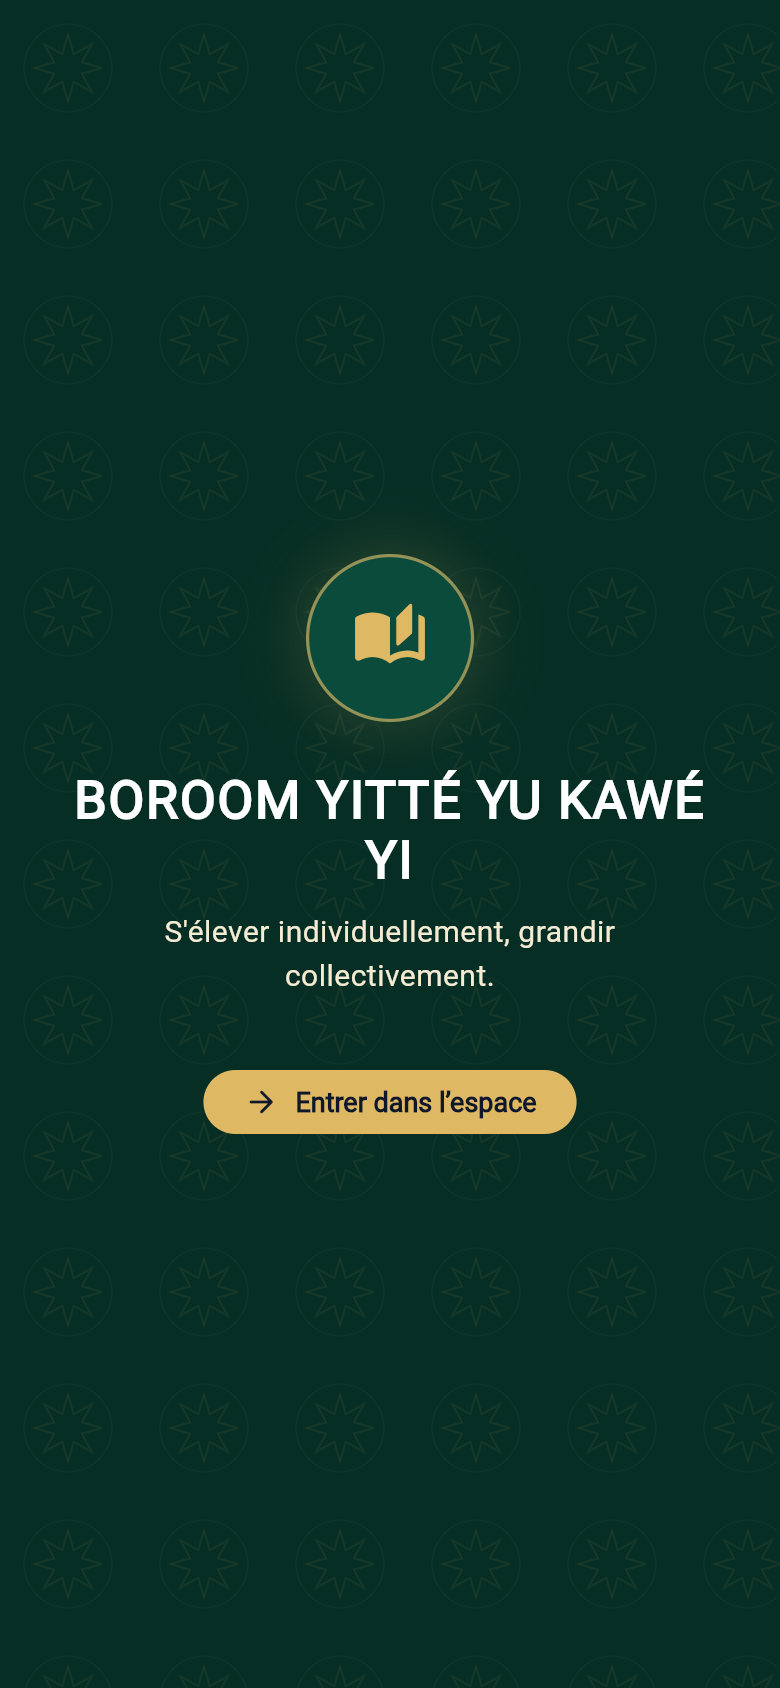 BOROOM YITTÉ YU KAWÉ
YI
S'élever individuellement, grandir
collectivement.
Entrer dans l’espace